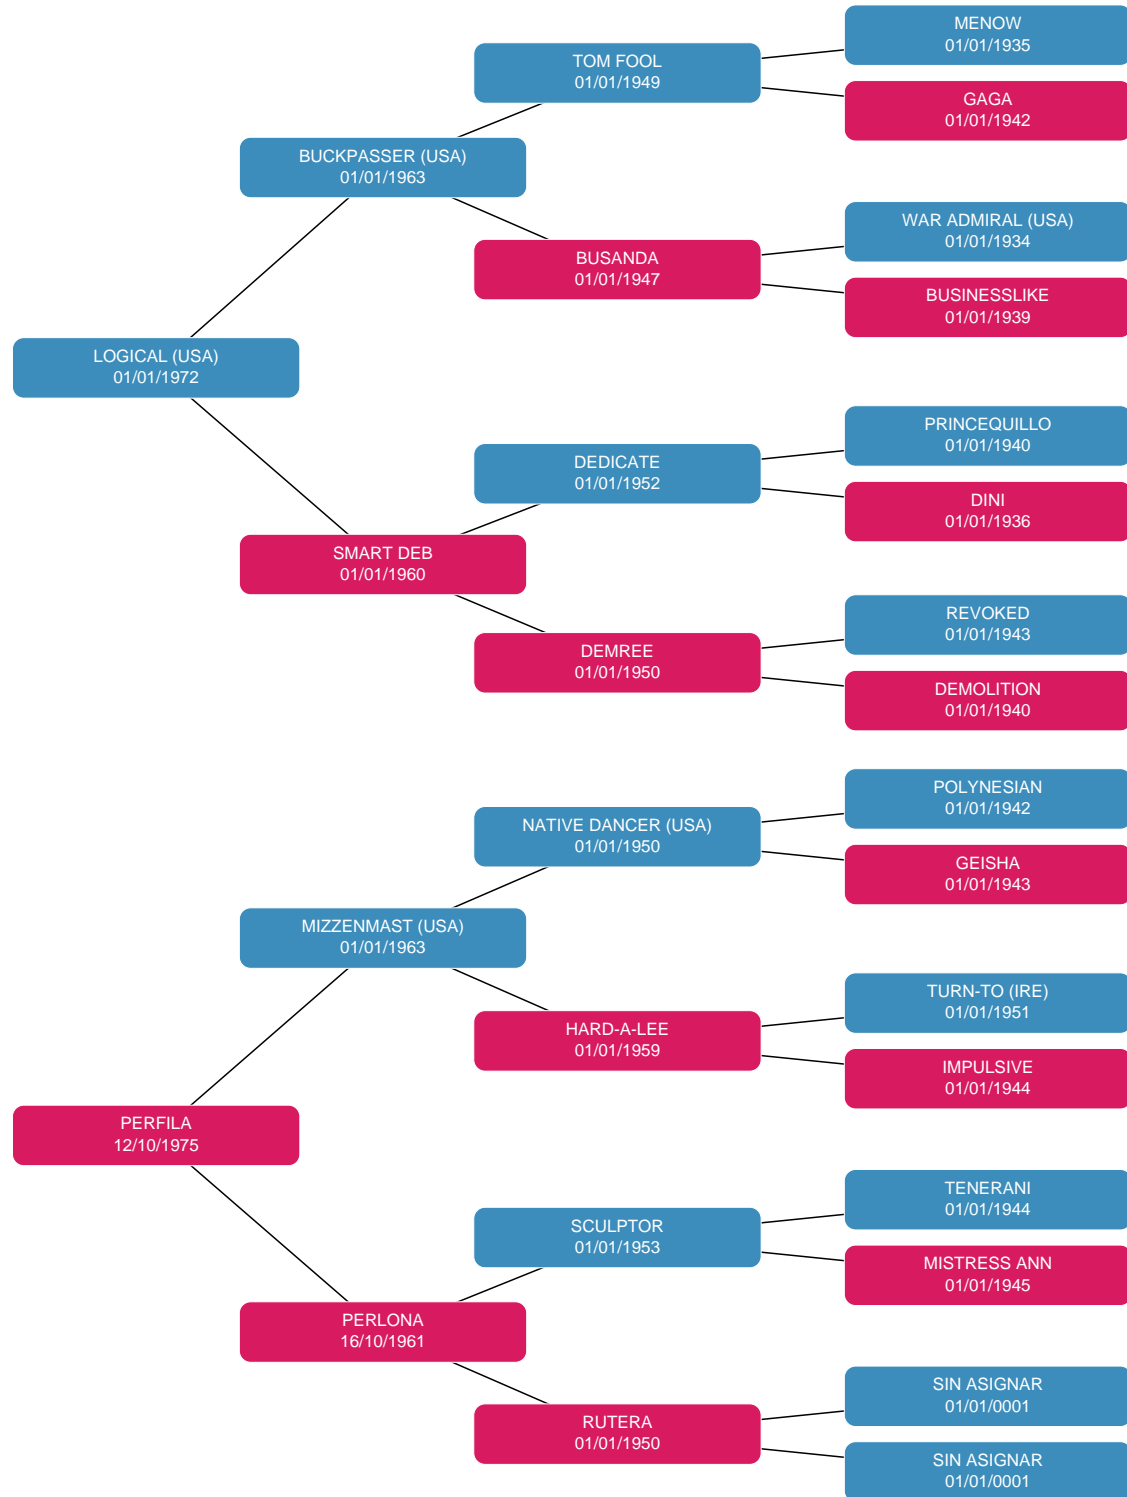 MENOW
01/01/1935
TOM FOOL
01/01/1949
GAGA
01/01/1942
BUCKPASSER (USA)
01/01/1963
WAR ADMIRAL (USA)
01/01/1934
BUSANDA
01/01/1947
BUSINESSLIKE
01/01/1939
LOGICAL (USA)
01/01/1972
PRINCEQUILLO
01/01/1940
DEDICATE
01/01/1952
DINI
01/01/1936
SMART DEB
01/01/1960
REVOKED
01/01/1943
DEMREE
01/01/1950
DEMOLITION
01/01/1940
POLYNESIAN
01/01/1942
NATIVE DANCER (USA)
01/01/1950
GEISHA
01/01/1943
MIZZENMAST (USA)
01/01/1963
TURN-TO (IRE)
01/01/1951
HARD-A-LEE
01/01/1959
IMPULSIVE
01/01/1944
PERFILA
12/10/1975
TENERANI
01/01/1944
SCULPTOR
01/01/1953
MISTRESS ANN
01/01/1945
PERLONA
16/10/1961
SIN ASIGNAR
01/01/0001
RUTERA
01/01/1950
SIN ASIGNAR
01/01/0001